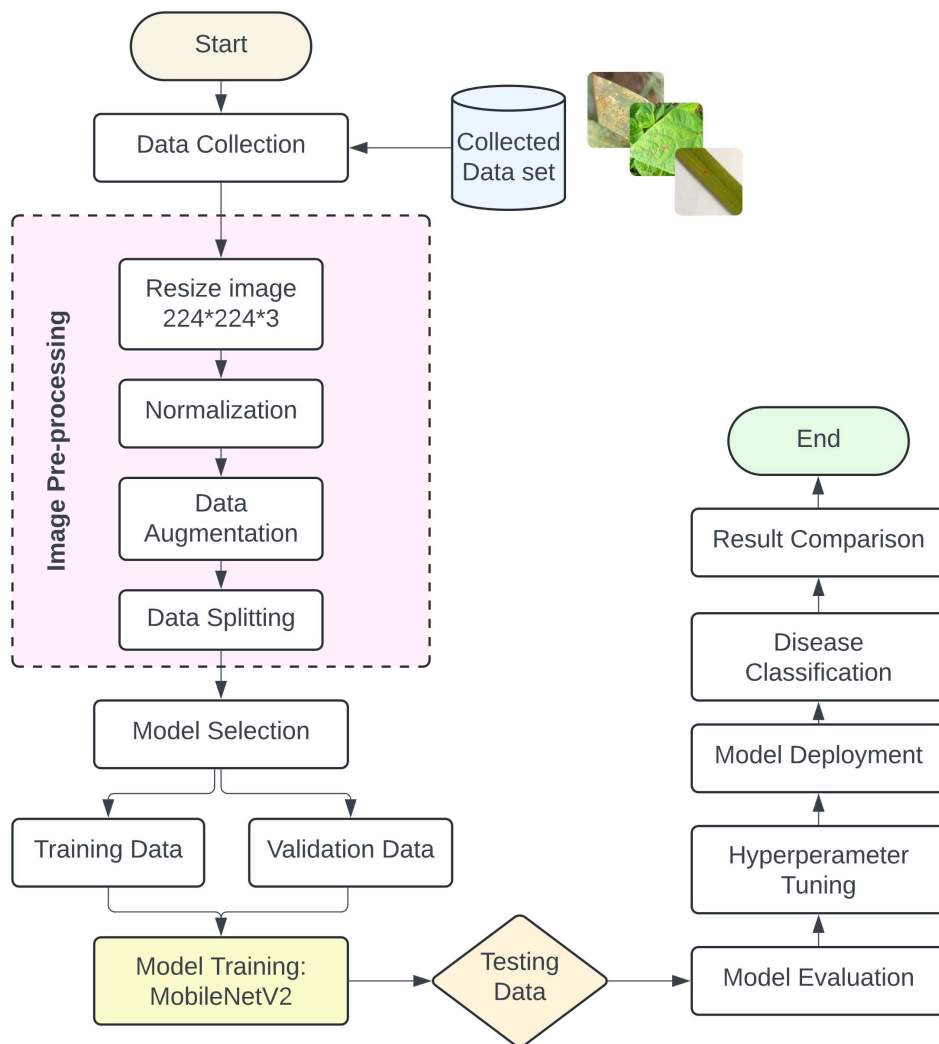 Start
Data Collection
Collected
Data set
Image Pre-processing
Resize image
224*224*3
Normalization
Data
Augmentation
Data Splitting
Model Selection
Training Data
Validation Data
Model Training:
MobileNetV2
Testing
Data
Model Evaluation
Hyperperameter
Tuning
Model Deployment
Disease
Classification
Result Comparison
End